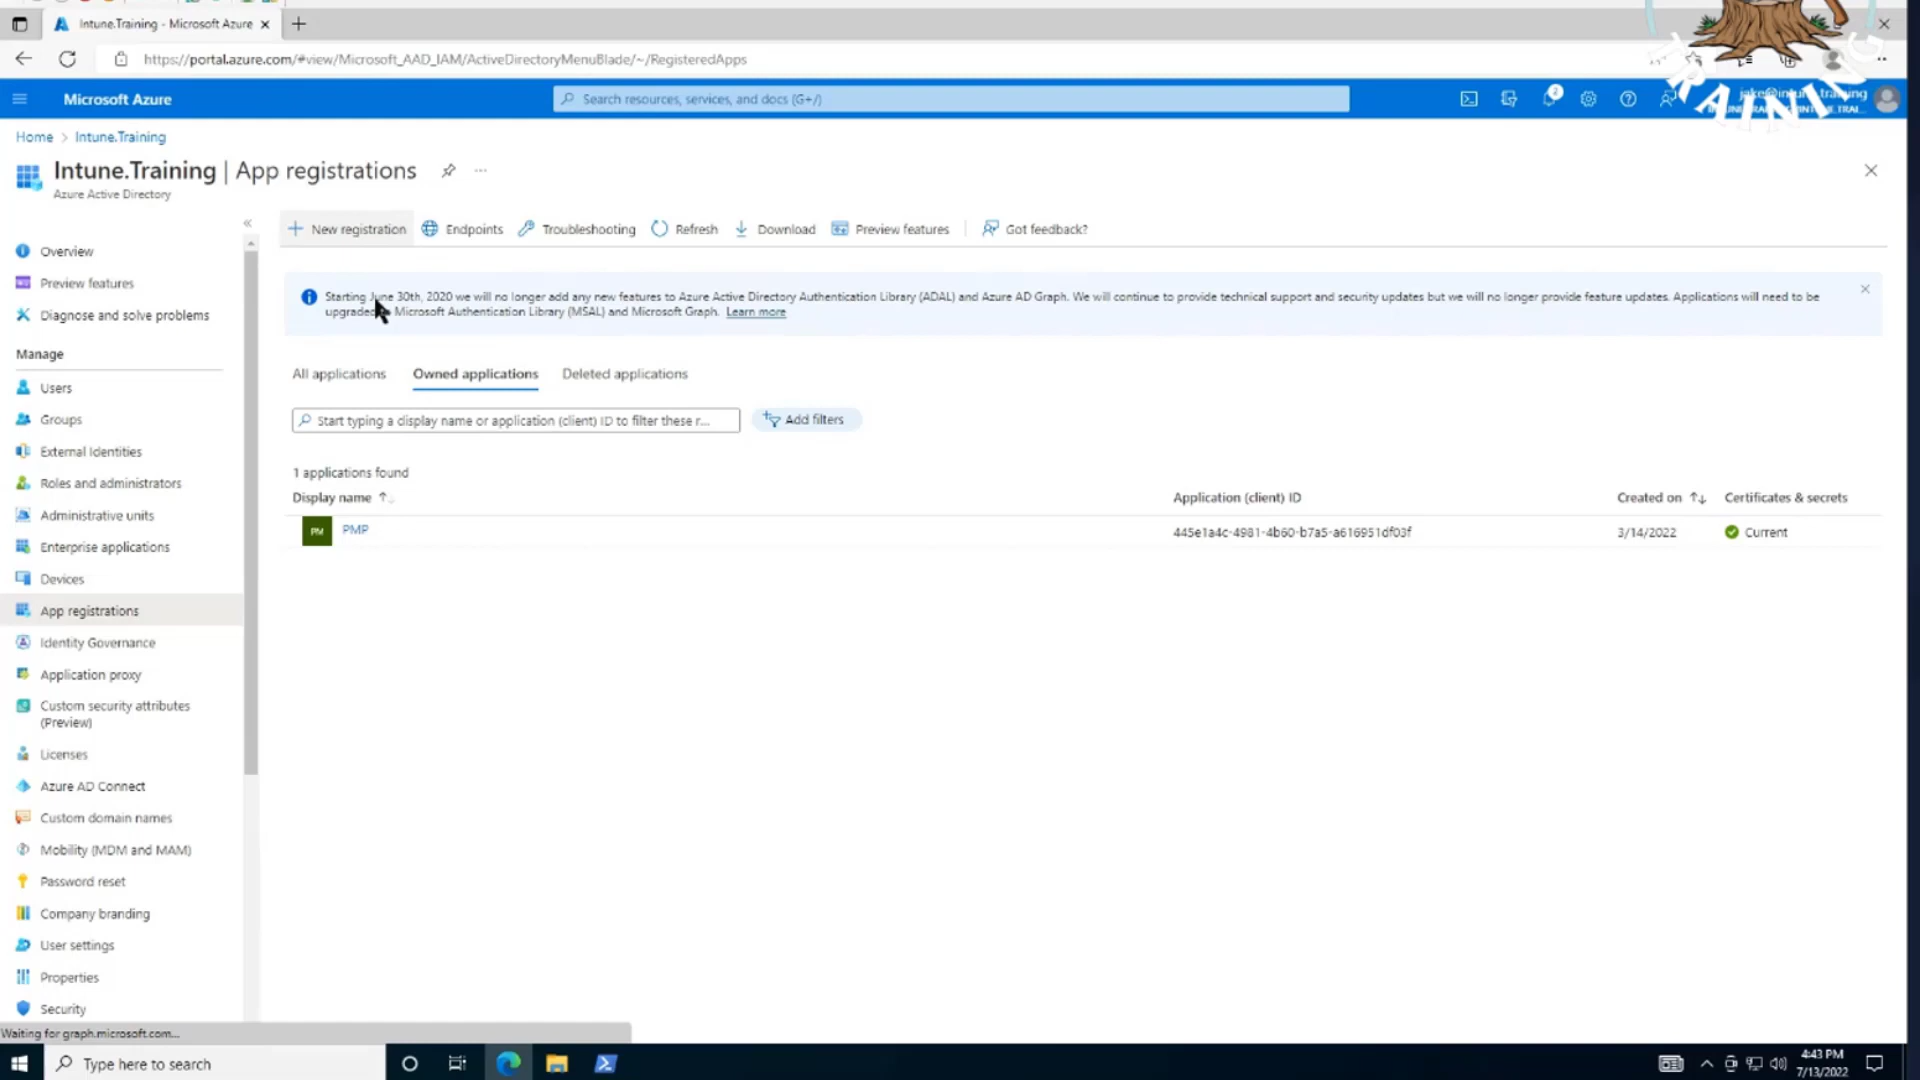 Intune.Training - Microsoft Azure
https://portal.azure.com/#view/Microsoft_AAD_IAM/ActiveDirectoryMenuBlade/~/RegisteredApps
TRAINING
Microsoft Azure
Search resources, services, and docs (G+/)
2
jake@intune.training
Home > Intune.Training
Intune.Training | App registrations
Azure Active Directory
Overview
Preview features
Diagnose and solve problems
Manage
Users
Groups
External Identities
Roles and administrators
Administrative units
Enterprise applications
Devices
App registrations
Identity Governance
Application proxy
Custom security attributes
(Preview)
Licenses
Azure AD Connect
Custom domain names
Mobility (MDM and MAM)
Password reset
Company branding
User settings
Properties
Security
New registration
Endpoints
Troubleshooting
Refresh
Download
Preview features
Got feedback?
Starting June 30th, 2020 we will no longer add any new features to Azure Active Directory Authentication Library (ADAL) and Azure AD Graph. We will continue to provide technical support and security updates but we will no longer provide feature updates. Applications will need to be
upgraded Microsoft Authentication Library (MSAL) and Microsoft Graph. Learn more
All applications
Owned applications
Deleted applications
Start typing a display name or application (client) ID to filter these r...
Add filters
1 applications found
Display name
Application (client) ID
Created on
Certificates & secrets
PM
PMP
445e1a4c-4981-4b60-b7a5-a616951df03f
3/14/2022
Current
Waiting for graph.microsoft.com...
Type here to search
4:43 PM
7/13/2022